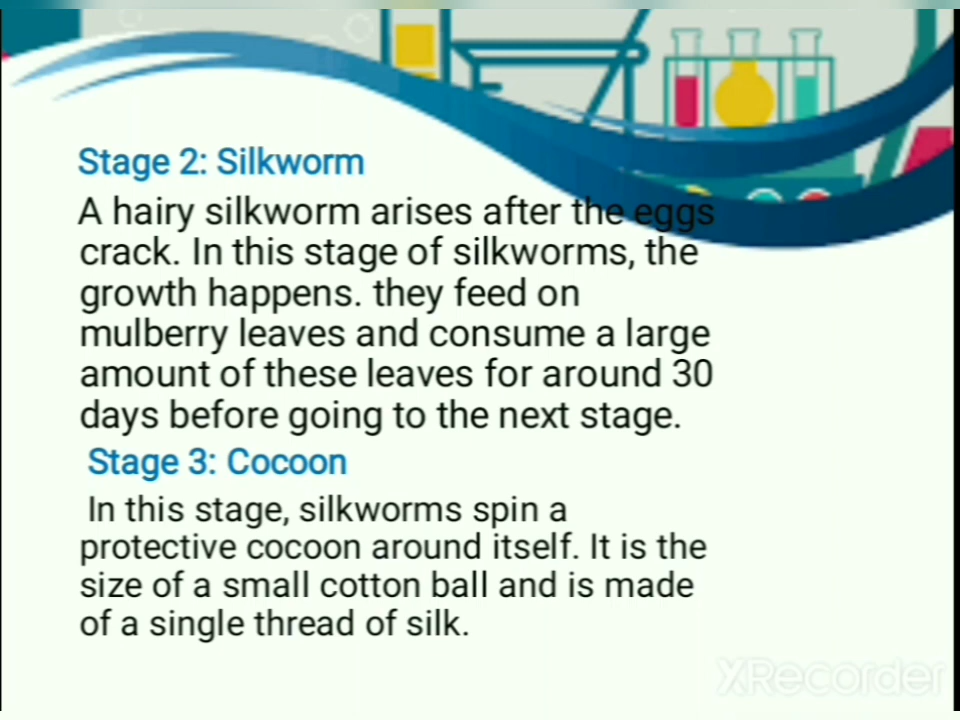 Stage 2: Silkworm
A hairy silkworm arises after the eggs
crack. In this stage of silkworms, the
growth happens. they feed on
mulberry leaves and consume a large
amount of these leaves for around 30
days before going to the next stage.
Stage 3: Cocoon
In this stage, silkworms spin a
protective cocoon around itself. It is the
size of a small cotton ball and is made
of a single thread of silk.
XRecorder